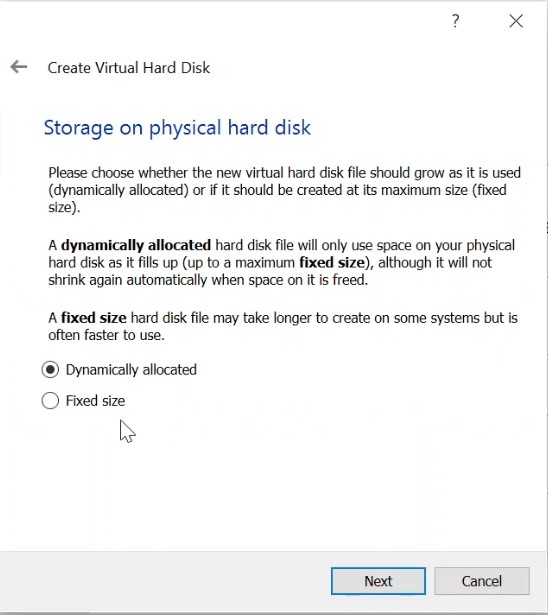 ?
Create Virtual Hard Disk
Storage on physical hard disk
Please choose whether the new virtual hard disk file should grow as it is used
(dynamically allocated) or if it should be created at its maximum size (fixed
size).
A dynamically allocated hard disk file will only use space on your physical
hard disk as it fills up (up to a maximum fixed size), although it will not
shrink again automatically when space on it is freed.
A fixed size hard disk file may take longer to create on some systems but is
often faster to use.
Dynamically allocated
Fixed size
Next Cancel